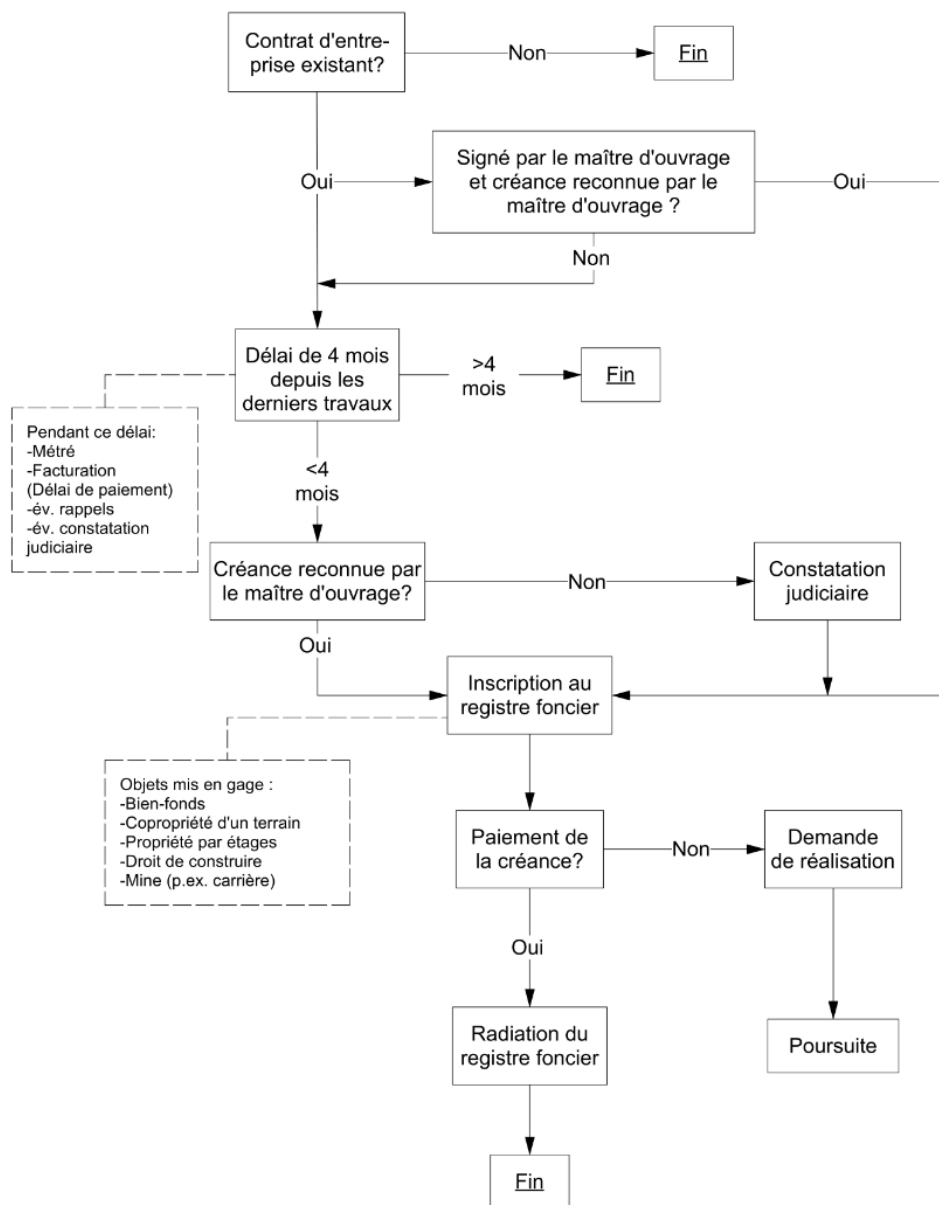 Contrat d'entre-
prise existant?
Non
Fin
Signé par le maître d'ouvrage
et créance reconnue par le
maître d'ouvrage ?
Oui
Oui
Non
Délai de 4 mois
depuis les
derniers travaux
>4
mois
Fin
Pendant ce délai:
-Métré
-Facturation
(Délai de paiement)
-év. rappels
-év. constatation
judiciaire
<4
mois
Créance reconnue par
le maître d'ouvrage?
Non
Constatation
judiciaire
Oui
Inscription au
registre foncier
Objets mis en gage :
-Bien-fonds
-Copropriété d'un terrain
-Propriété par étages
-Droit de construire
-Mine (p.ex. carrière)
Paiement de
la créance?
Non
Demande
de réalisation
Oui
Radiation du
registre foncier
Poursuite
Fin